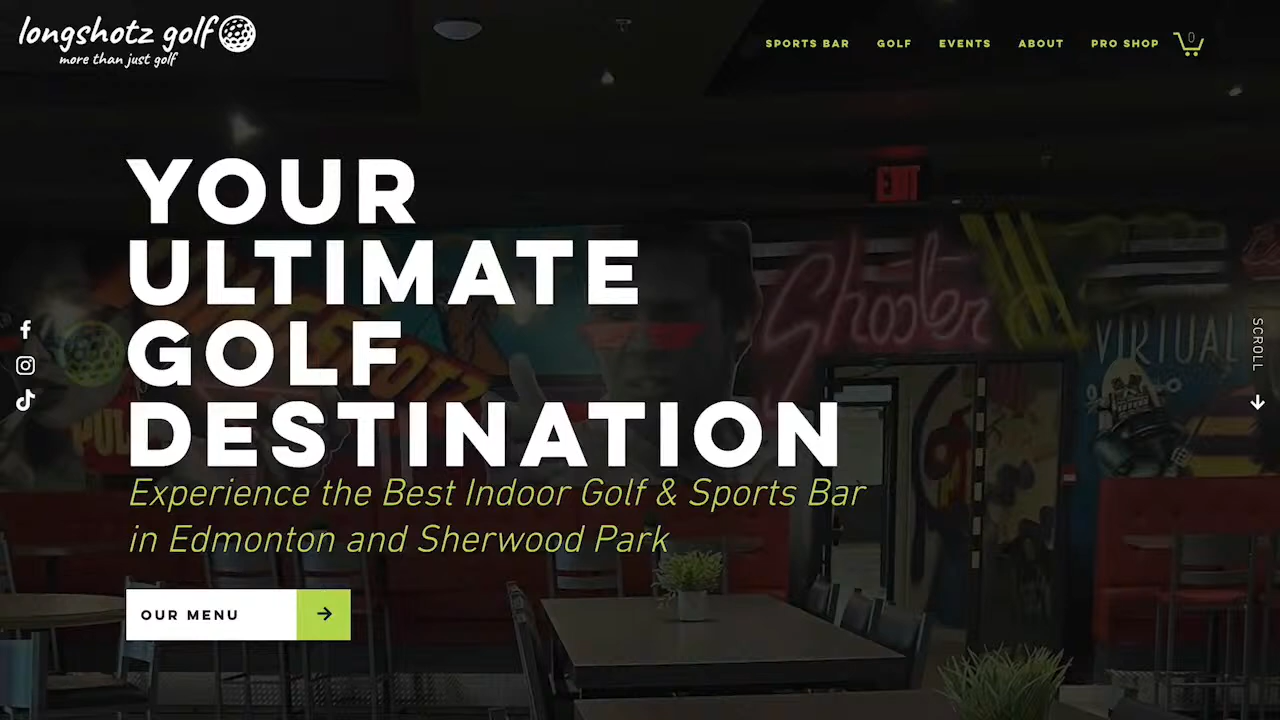 longshotz golf
more than just golf
SPORTS BAR
GOLF
EVENTS
ABOUT
PRO SHOP
0
YOUR
ULTIMATE
GOLF
DESTINATION
Experience the Best Indoor Golf & Sports Bar
in Edmonton and Sherwood Park
OUR MENU
SCROLL
EXIT
Shooter
VIRTUAL